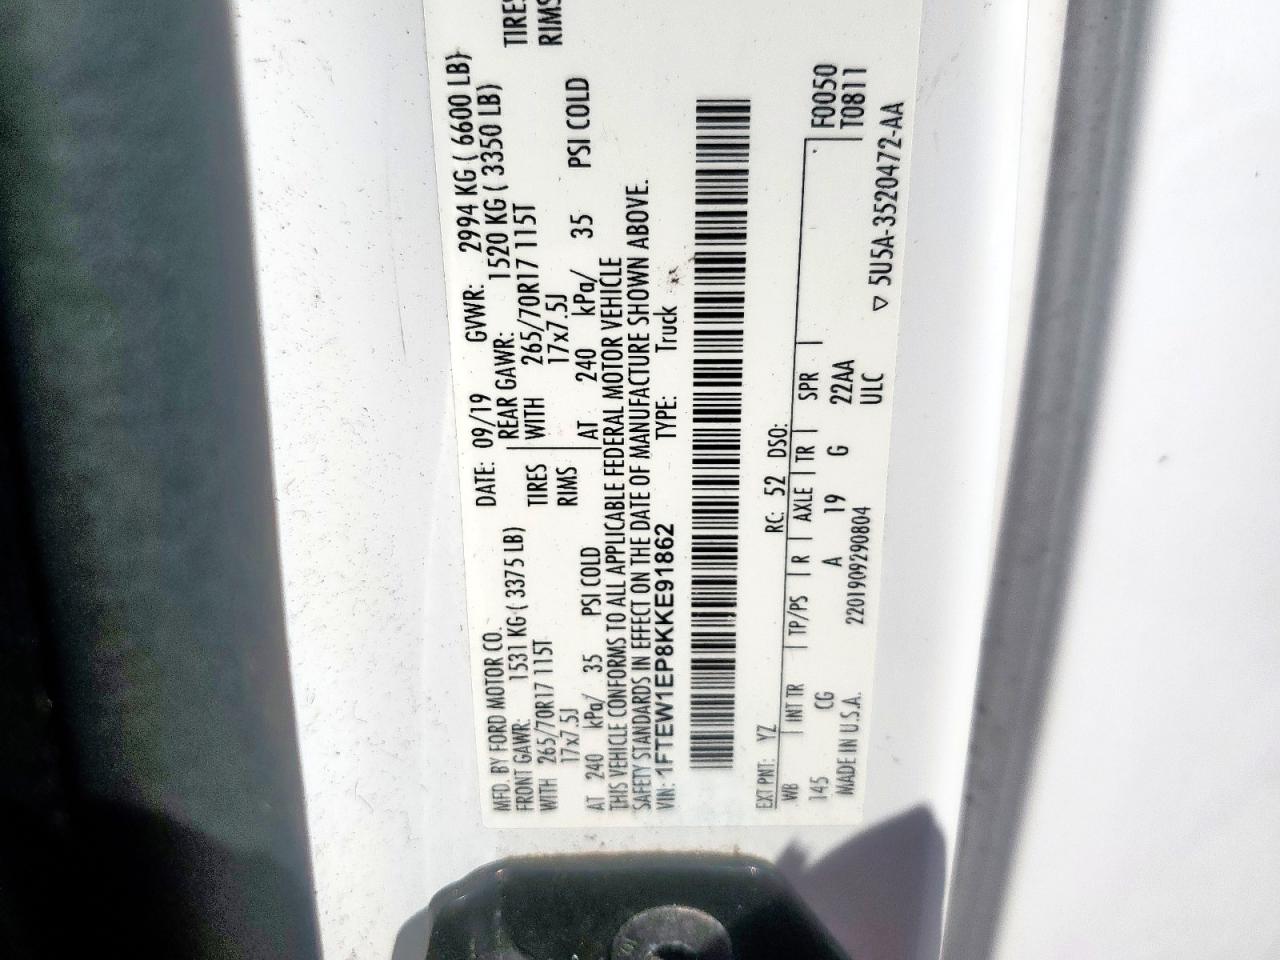 MFD. BY FORD MOTOR CO. DATE: 09/19 GVWR: 2994 KG ( 6600 LB)
FRONT GAWR: 1531 KG ( 3375 LB) REAR GAWR: 1520 KG ( 3350 LB)
WITH 265/70R17 115T TIRES WITH 265/70R17 115T TIRES
17x7.5J RIMS 17x7.5J RIMS
AT 240 kPa/ 35 PSI COLD AT 240 kPa/ 35 PSI COLD
THIS VEHICLE CONFORMS TO ALL APPLICABLE FEDERAL MOTOR VEHICLE
SAFETY STANDARDS IN EFFECT ON THE DATE OF MANUFACTURE SHOWN ABOVE.
VIN: 1FTEW1EP8KKE91862 TYPE: Truck
EXT PNT: YZ RC: 52 DSO:
WB INT TR TP/PS R AXLE TR SPR F0050
145 CG A 19 G 22AA T0811
MADE IN U.S.A. 2201909290804 ULC
▽ 5U5A-3520472-AA